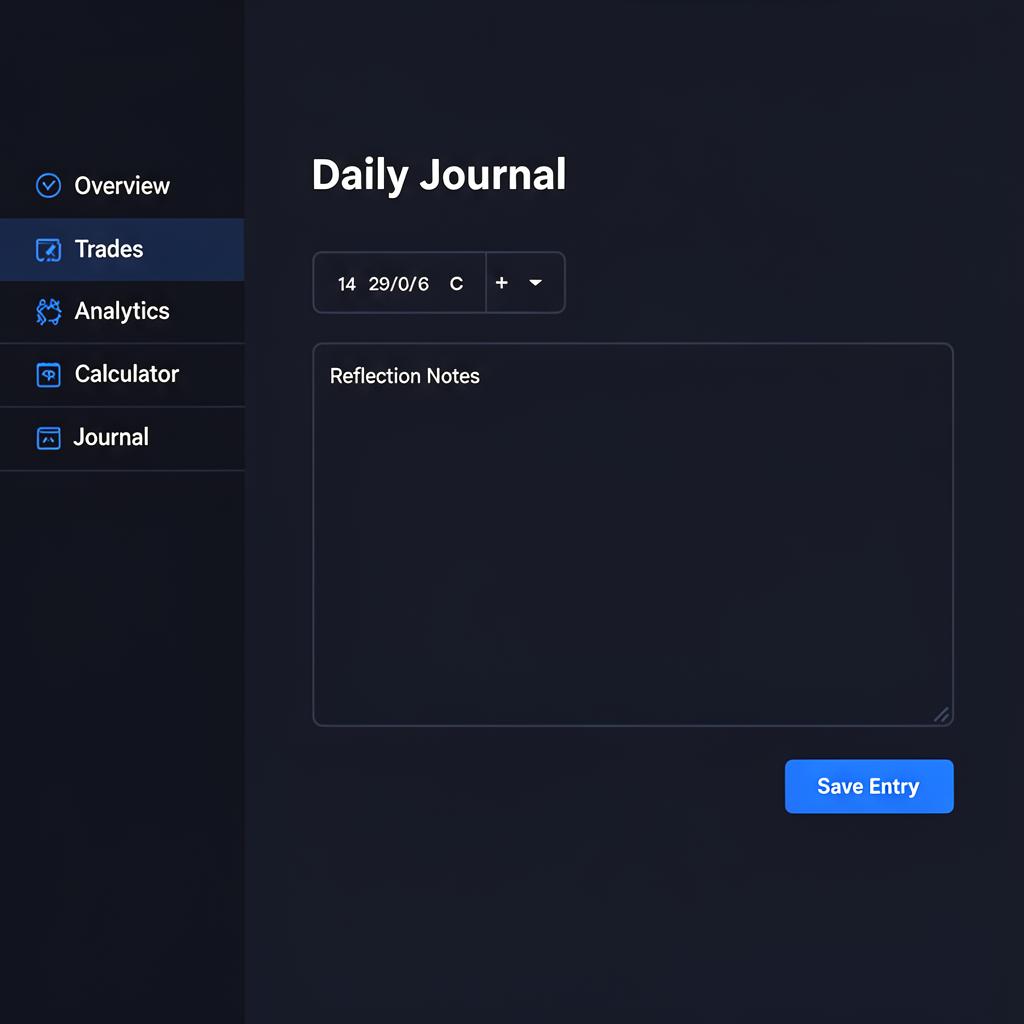 Overview
Trades
Analytics
Calculator
Journal
Daily Journal
14 29/0/6 C + 
Reflection Notes
Save Entry